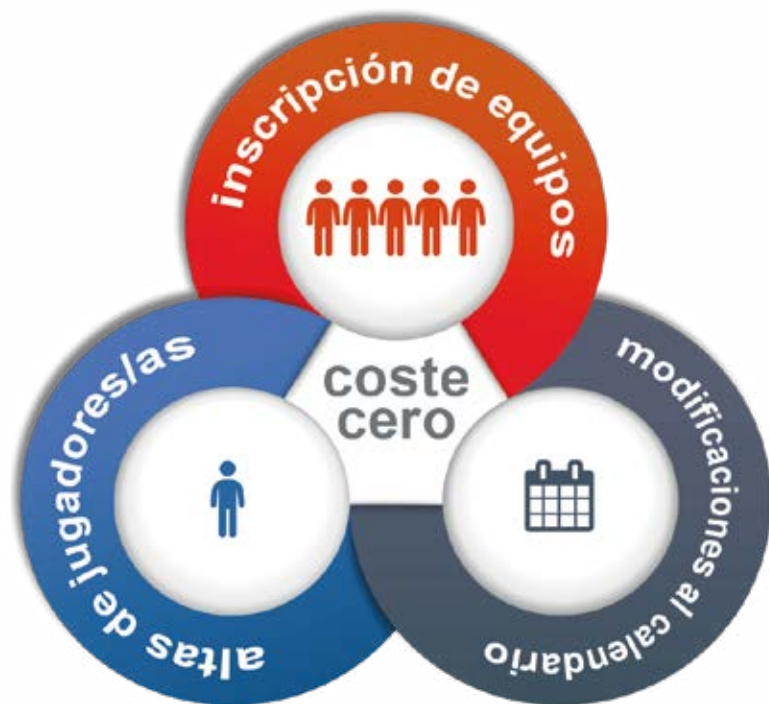 inscripción de equipos
coste
cero
altas de jugadores/as
modificaciones al calendario